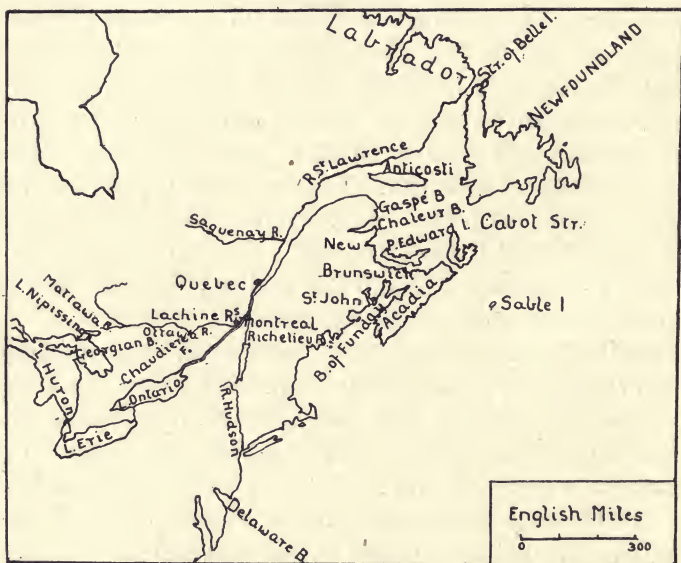 Labrador
Str. of Belle I.
NEWFOUNDLAND
R St. Lawrence
Anticosti
Gaspé B
Chaleur B.
Cabot Str.
Saguenay R.
New
P. Edward I.
Brunswick
Quebec
St John
Sable I
Acadia
Mattawa R.
L. Nipissing
Lachine Rs.
Ottawa R.
Montreal
Richelieu R.
B. of Fundy
Georgian B.
Chaudière
F.
Huron
L. Ontario
L. Erie
R. Hudson
Delaware B.
English Miles
0 300